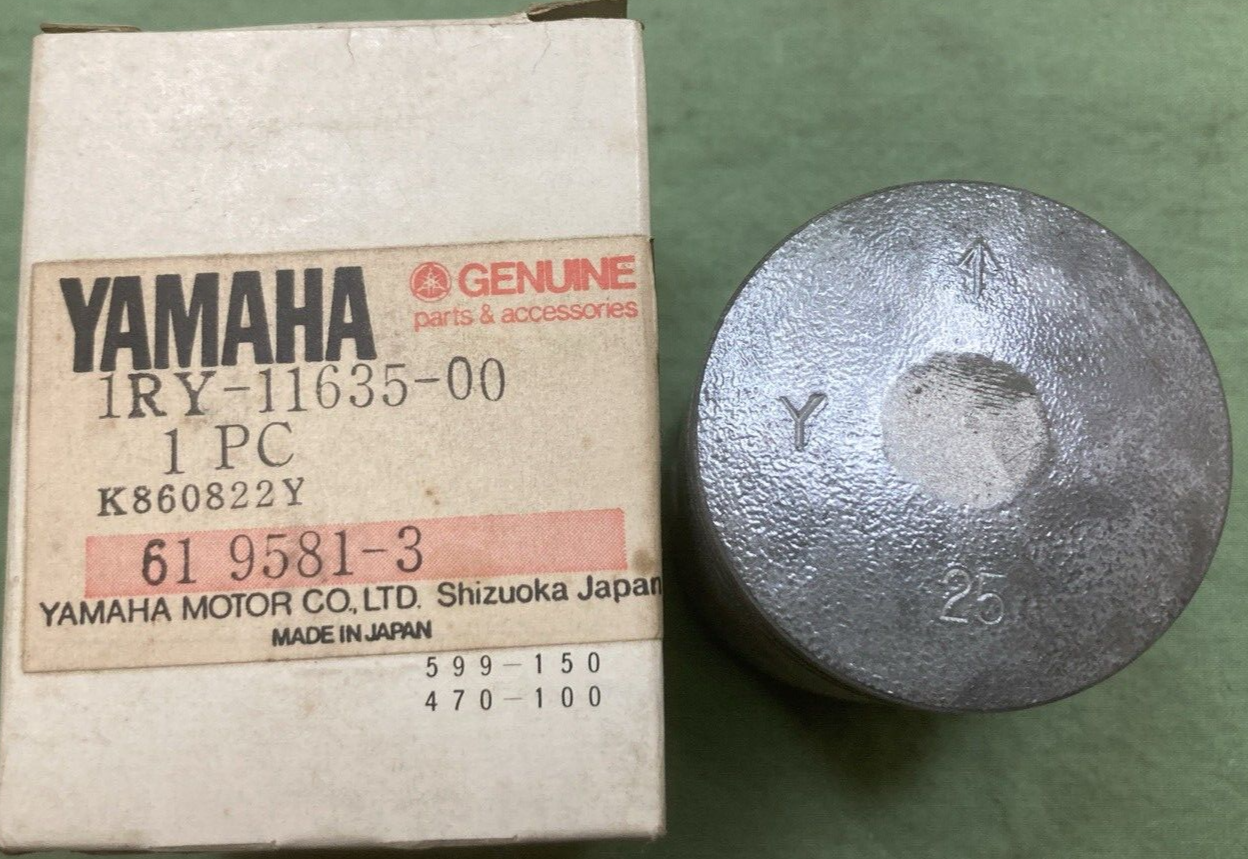 YAMAHA
GENUINE
parts & accessories
1RY-11635-00
1 PC
K860822Y
61 9581-3
YAMAHA MOTOR CO., LTD. Shizuoka Japan
MADE IN JAPAN
599-150
470-100
Y
25